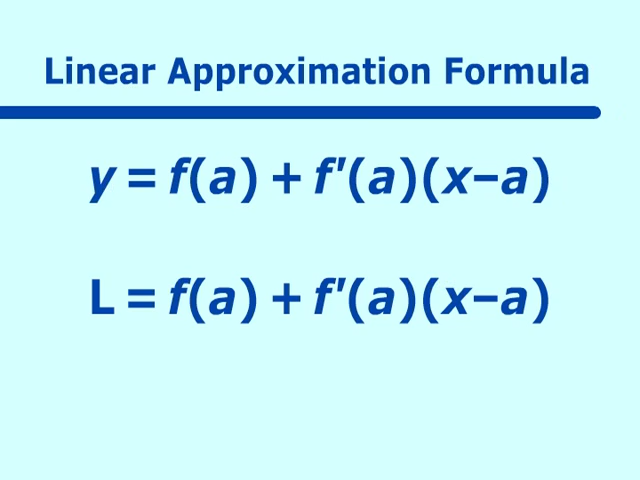 Linear Approximation Formula
y = f(a) + f'(a)(x−a)
L = f(a) + f'(a)(x−a)